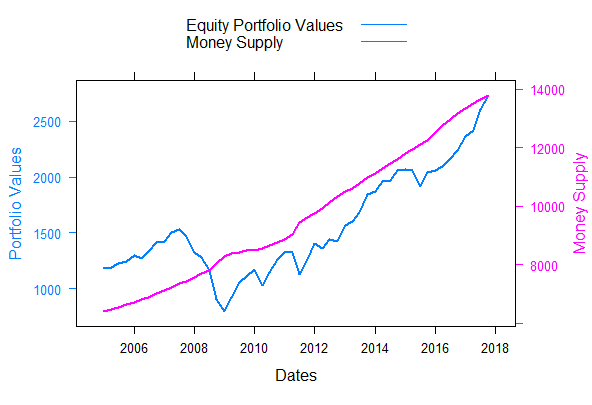 Equity Portfolio Values
Money Supply
14000
2500
12000
2000
10000
1500
8000
1000
Portfolio Values
Money Supply
2006 2008 2010 2012 2014 2016 2018
Dates